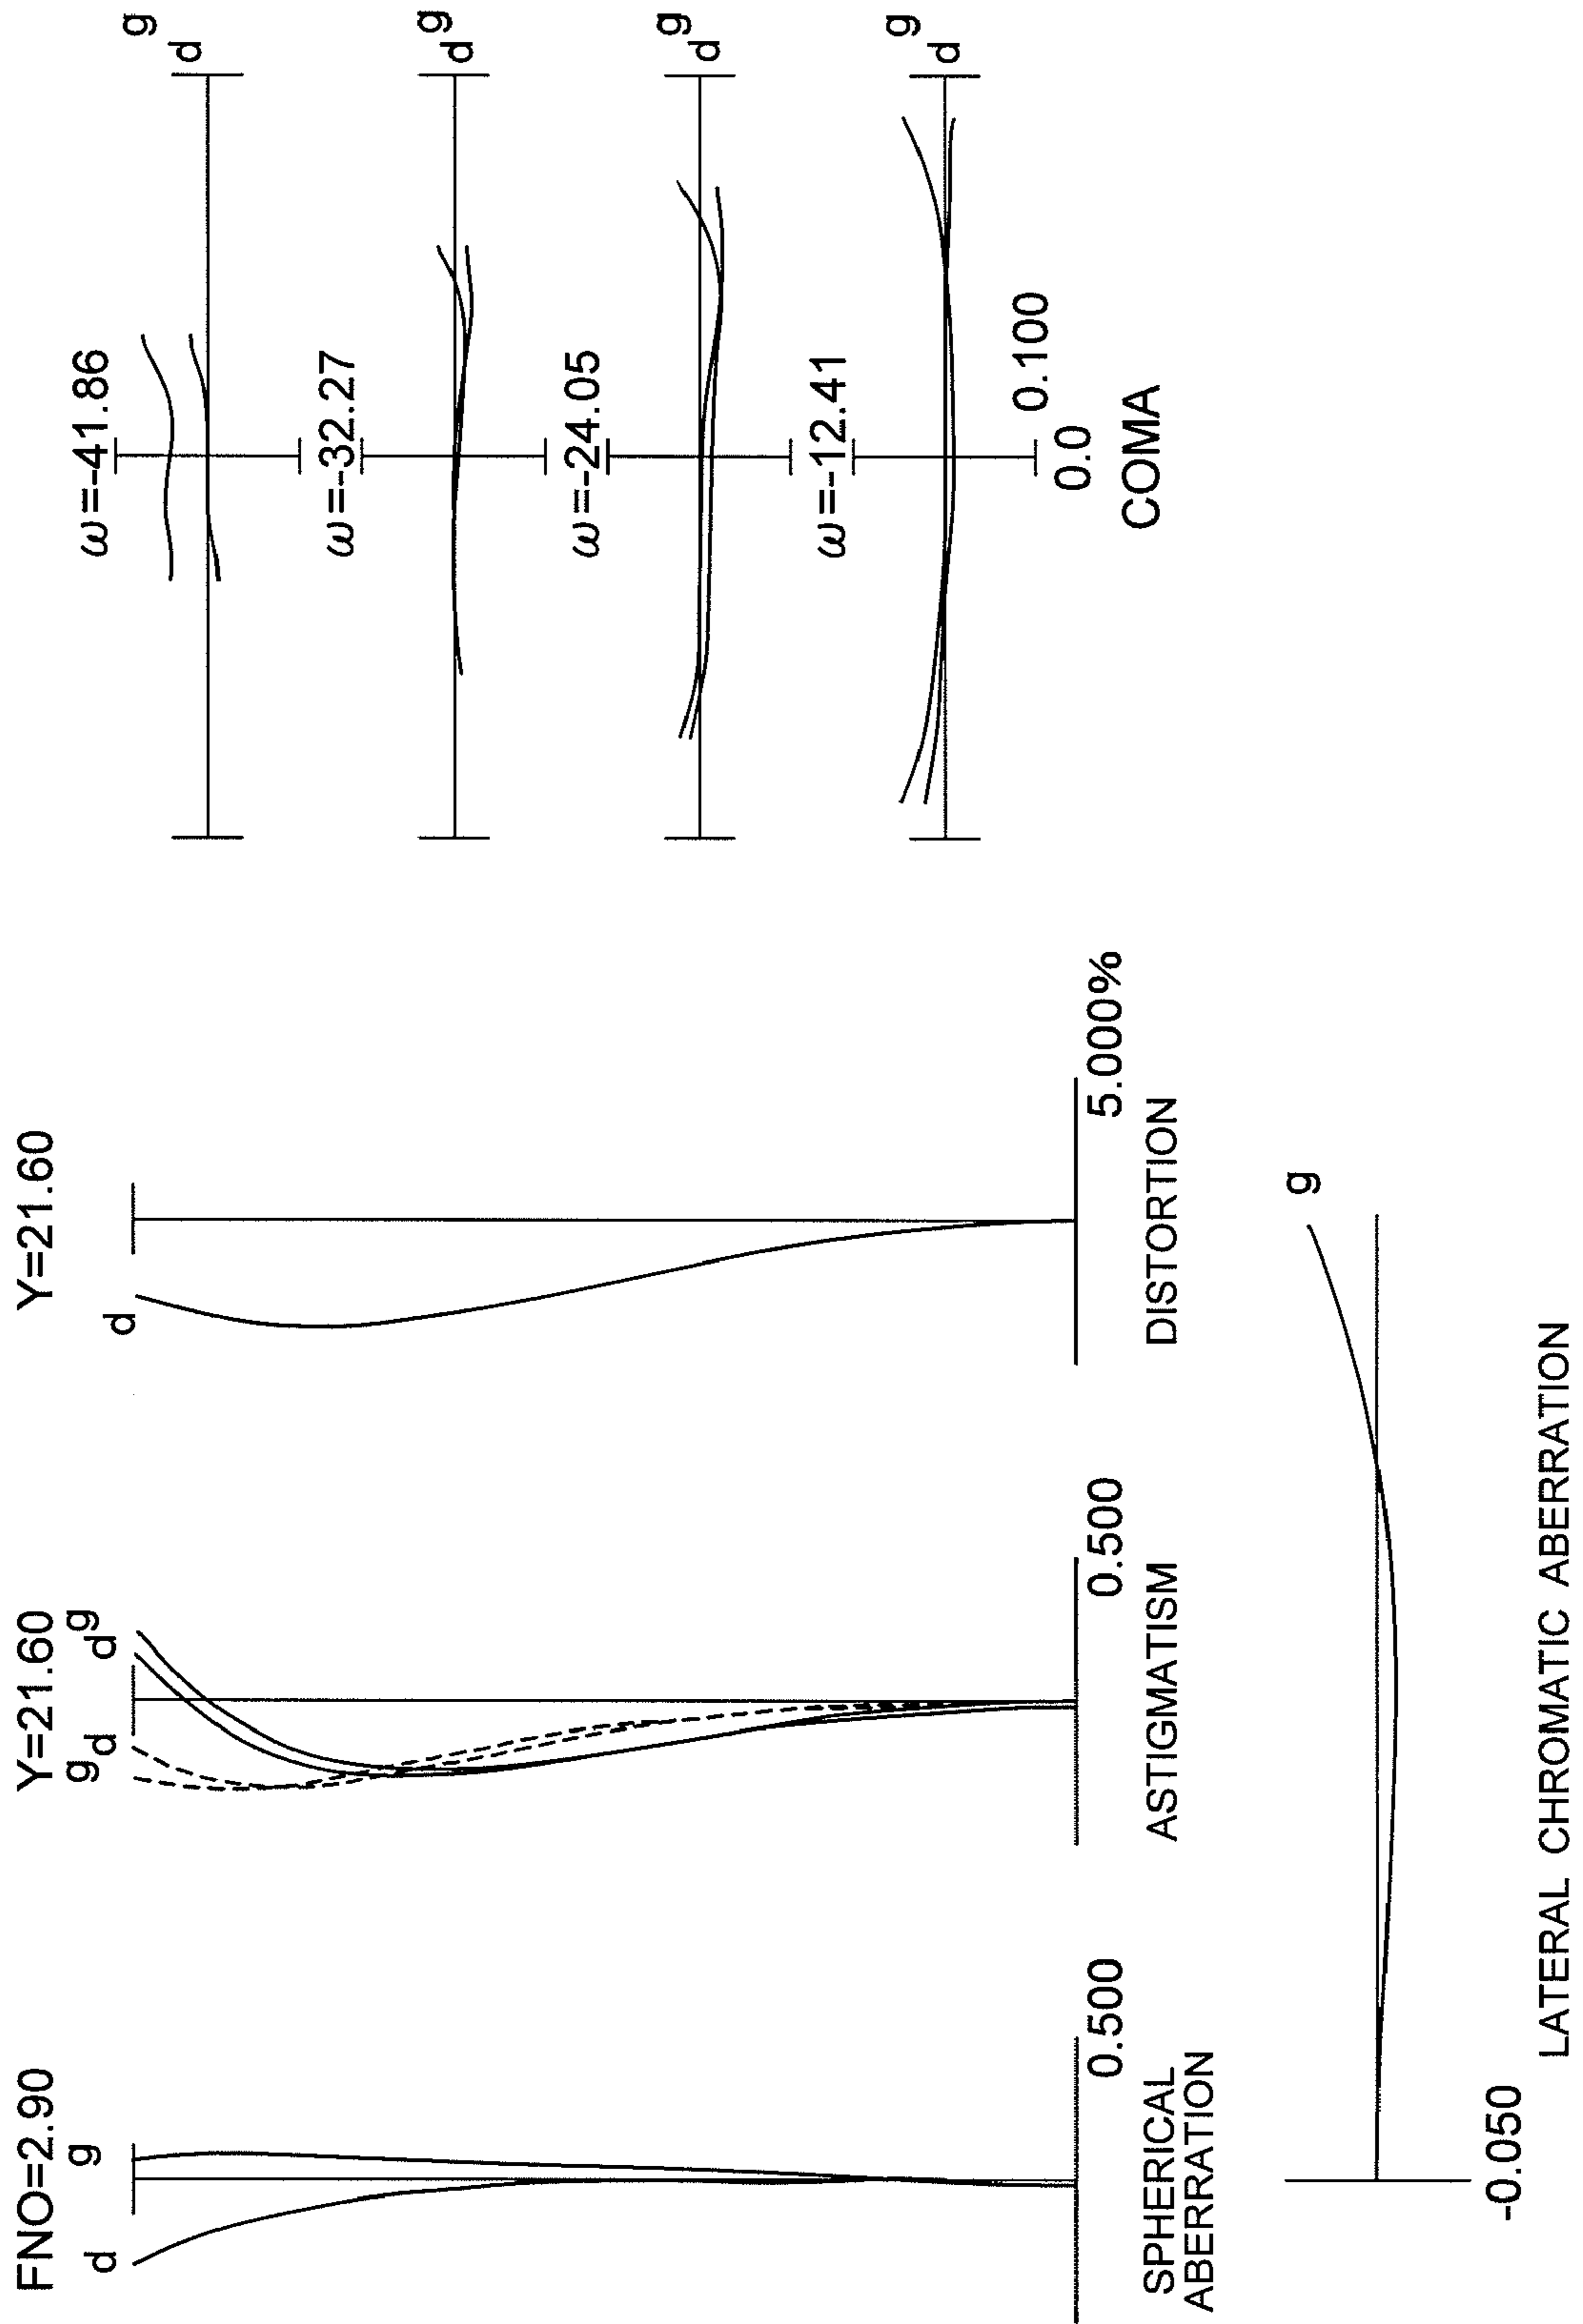 FNO=2.90
d
g
0.500
SPHERICAL
ABERRATION
Y=21.60
g
d
d
g
0.500
ASTIGMATISM
Y=21.60
d
5.000%
DISTORTION
ω=-41.86
g
d
ω=-32.27
g
d
ω=-24.05
g
d
ω=-12.41
g
d
0.0
0.100
COMA
g
-0.050
LATERAL CHROMATIC ABERRATION